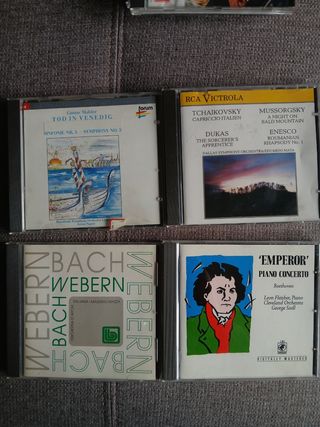 Gustav Mahler
TOD IN VENEDIG
SINFONIE NR. 5 - SYMPHONY NO. 5
forum
RCA VICTROLA
TCHAIKOVSKY
CAPRICCIO ITALIEN
MUSSORGSKY
A NIGHT ON
BALD MOUNTAIN
DUKAS
THE SORCERER'S
APPRENTICE
ENESCO
ROUMANIAN
RHAPSODY No. 1
DALLAS SYMPHONY ORCHESTRA/EDUARDO MATA
WEBERN
BACH
WEBERN
BACH
WEBERN
BACH
'EMPEROR'
PIANO CONCERTO
Beethoven
Leon Fleisher, Piano
Cleveland Orchestra
George Szell
DIGITALLY MASTERED